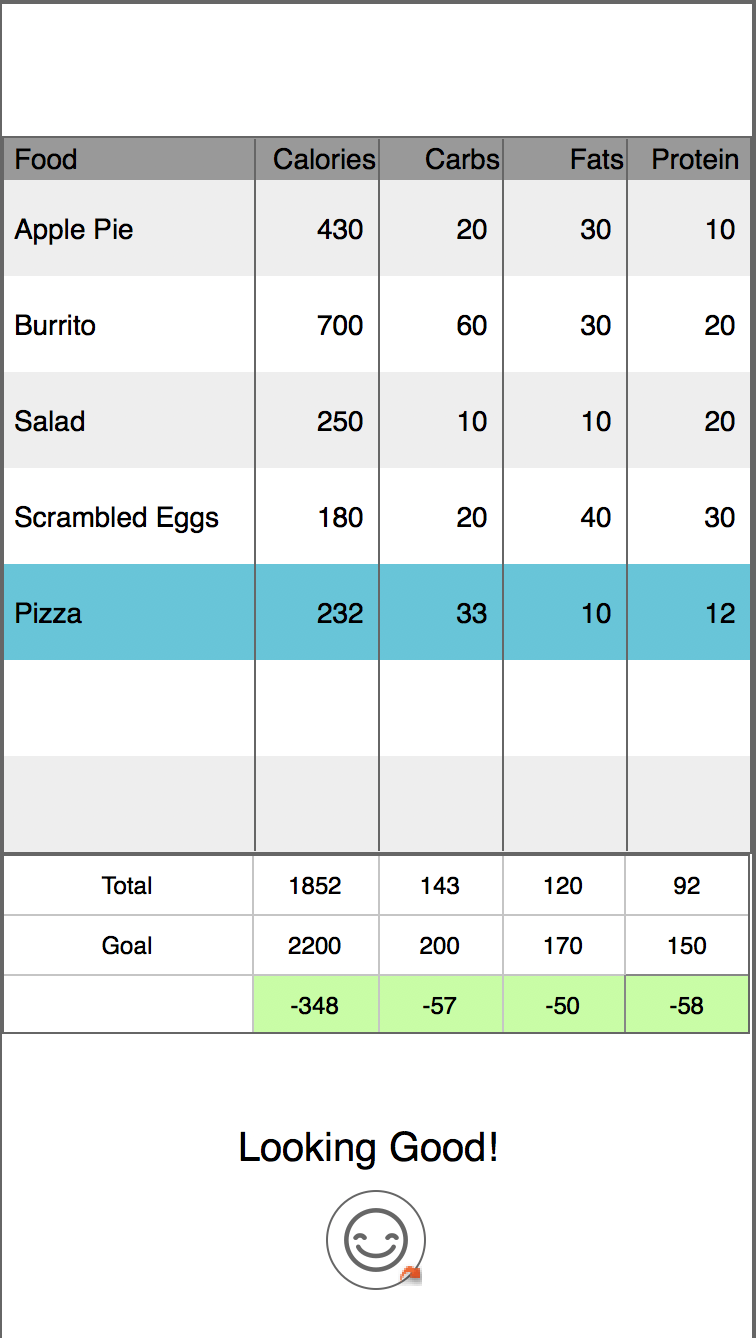 Food Calories Carbs Fats Protein
Apple Pie 430 20 30 10
Burrito 700 60 30 20
Salad 250 10 10 20
Scrambled Eggs 180 20 40 30
Pizza 232 33 10 12
Total 1852 143 120 92
Goal 2200 200 170 150
-348 -57 -50 -58
Looking Good!